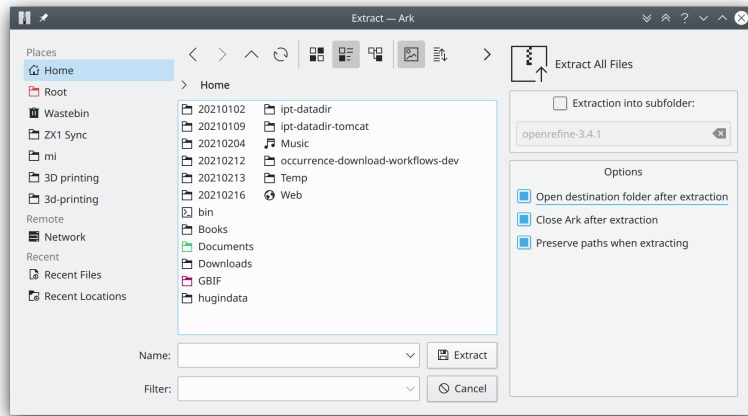 Extract — Ark
Places
Home
Root
Wastebin
ZX1 Sync
mi
3D printing
3d-printing
Remote
Network
Recent
Recent Files
Recent Locations
Home
20210102
20210109
20210204
20210212
20210213
20210216
bin
Books
Documents
Downloads
GBIF
hugindata
ipt-datadir
ipt-datadir-tomcat
Music
occurrence-download-workflows-dev
Temp
Web
Name:
Extract
Filter:
Cancel
Extract All Files
Extraction into subfolder:
openrefine-3.4.1
Options
Open destination folder after extraction
Close Ark after extraction
Preserve paths when extracting